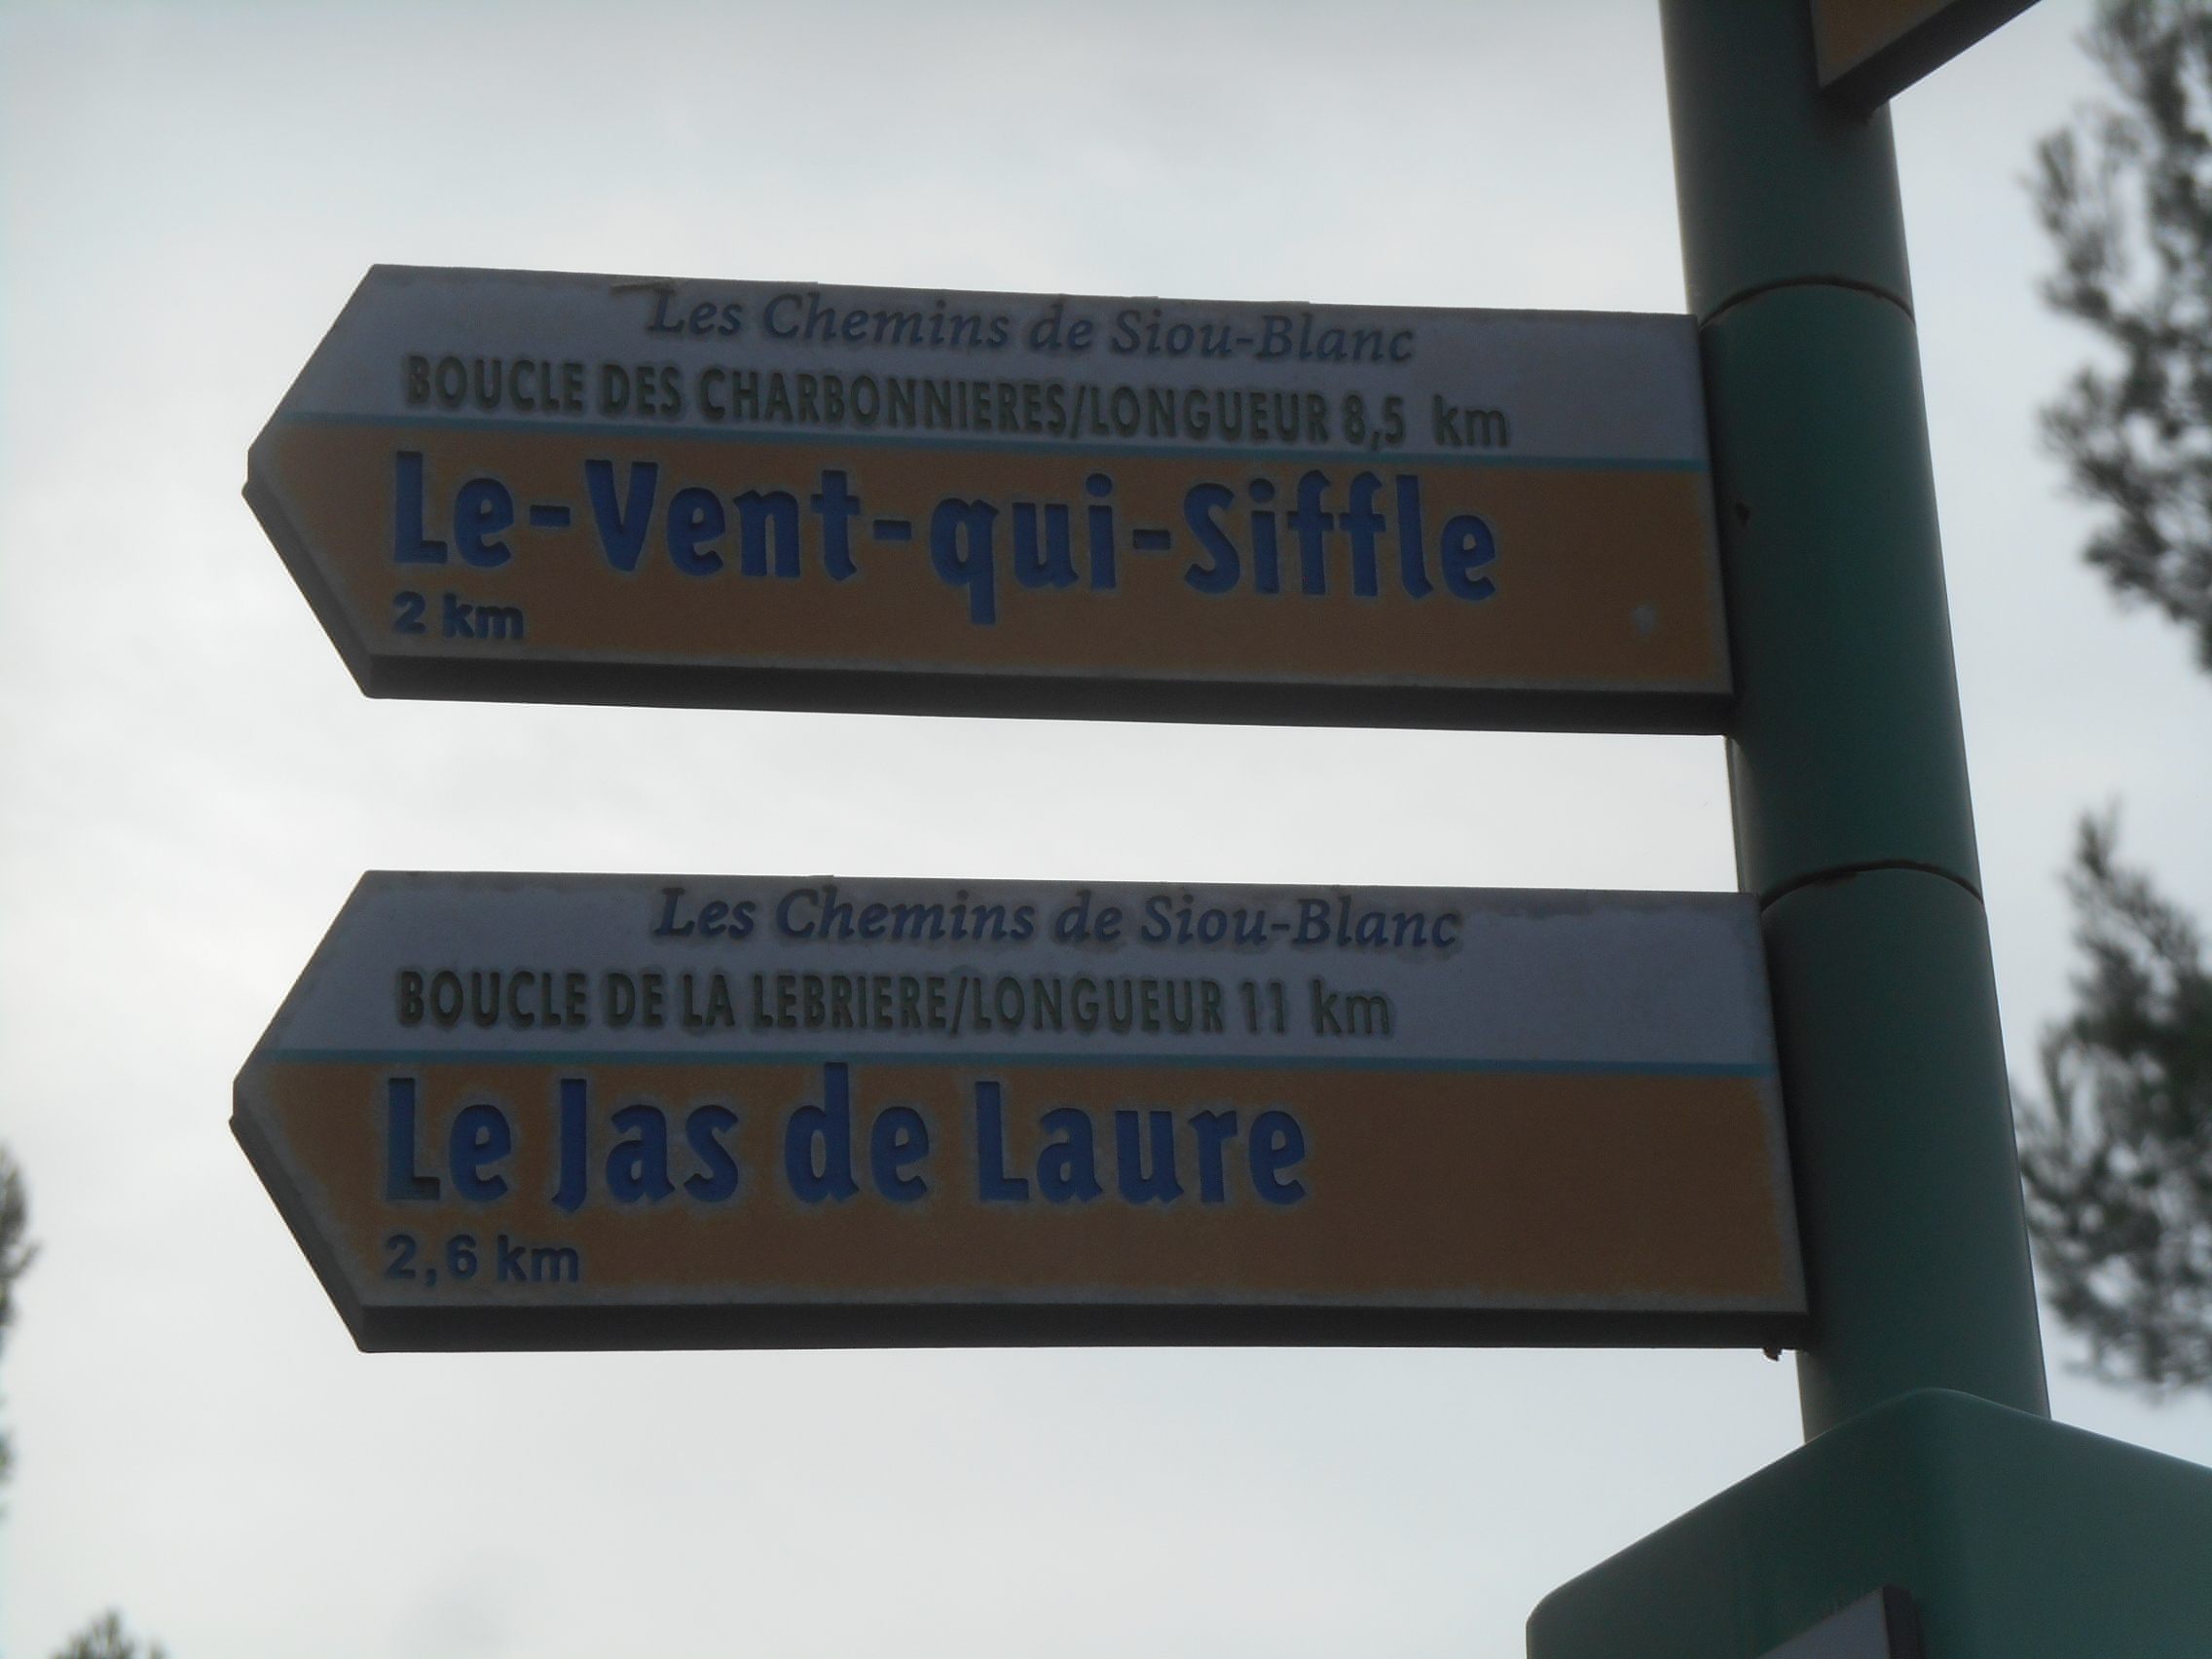 Les Chemins de Siou-Blanc
BOUCLE DES CHARBONNIERES/LONGUEUR 8,5 km
Le-Vent-qui-Siffle
2 km
Les Chemins de Siou-Blanc
BOUCLE DE LA LEBRIERE/LONGUEUR 11 km
Le Jas de Laure
2,6 km